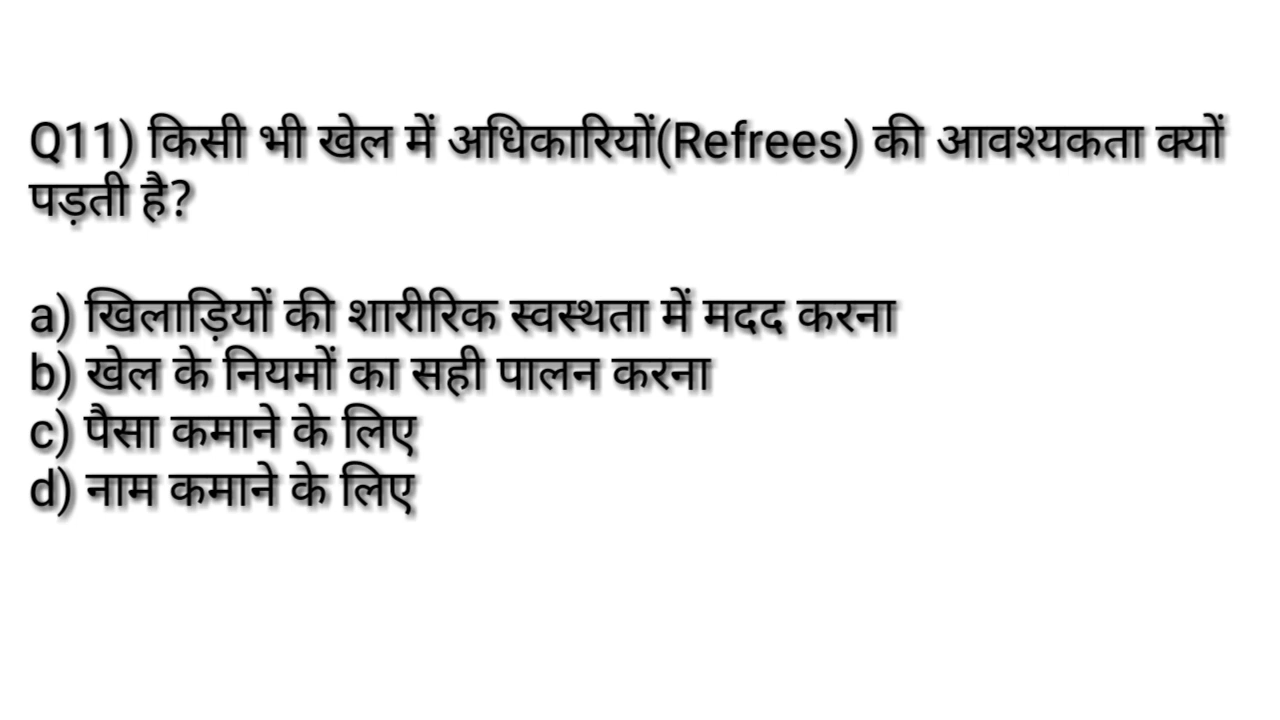 Q11) किसी भी खेल में अधिकारियों(Refrees) की आवश्यकता क्यों
पड़ती है?
a) खिलाड़ियों की शारीरिक स्वस्थता में मदद करना
b) खेल के नियमों का सही पालन करना
c) पैसा कमाने के लिए
d) नाम कमाने के लिए